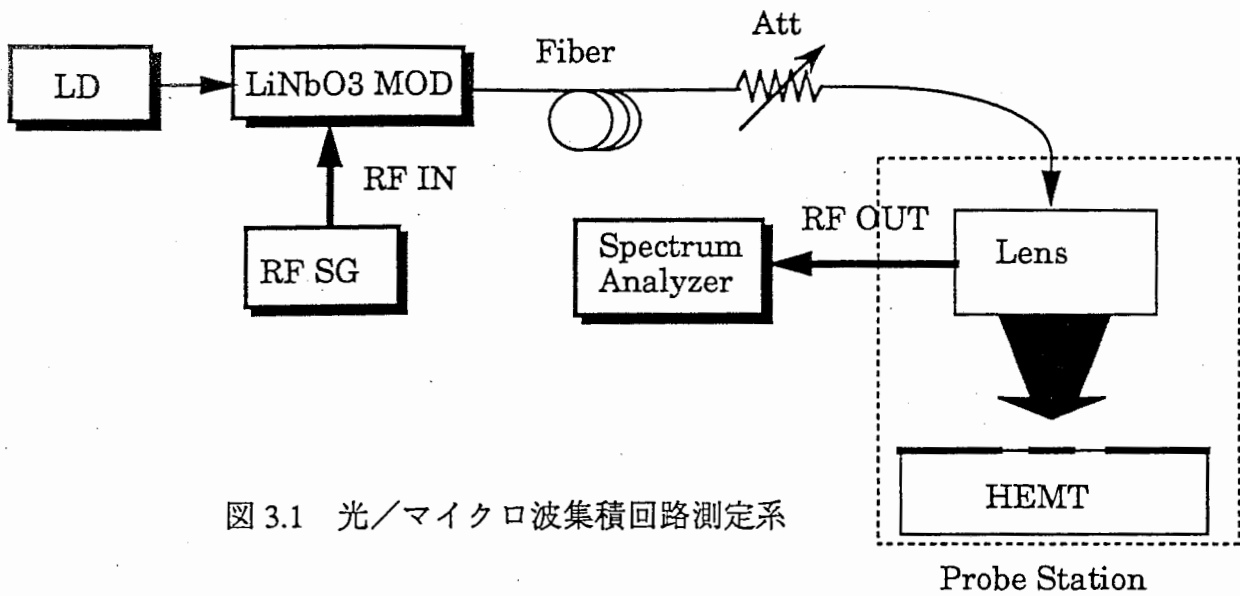 LD
LiNbO3 MOD
Fiber
Att
RF IN
RF SG
Spectrum
Analyzer
RF OUT
Lens
HEMT
図 3.1 光／マイクロ波集積回路測定系
Probe Station